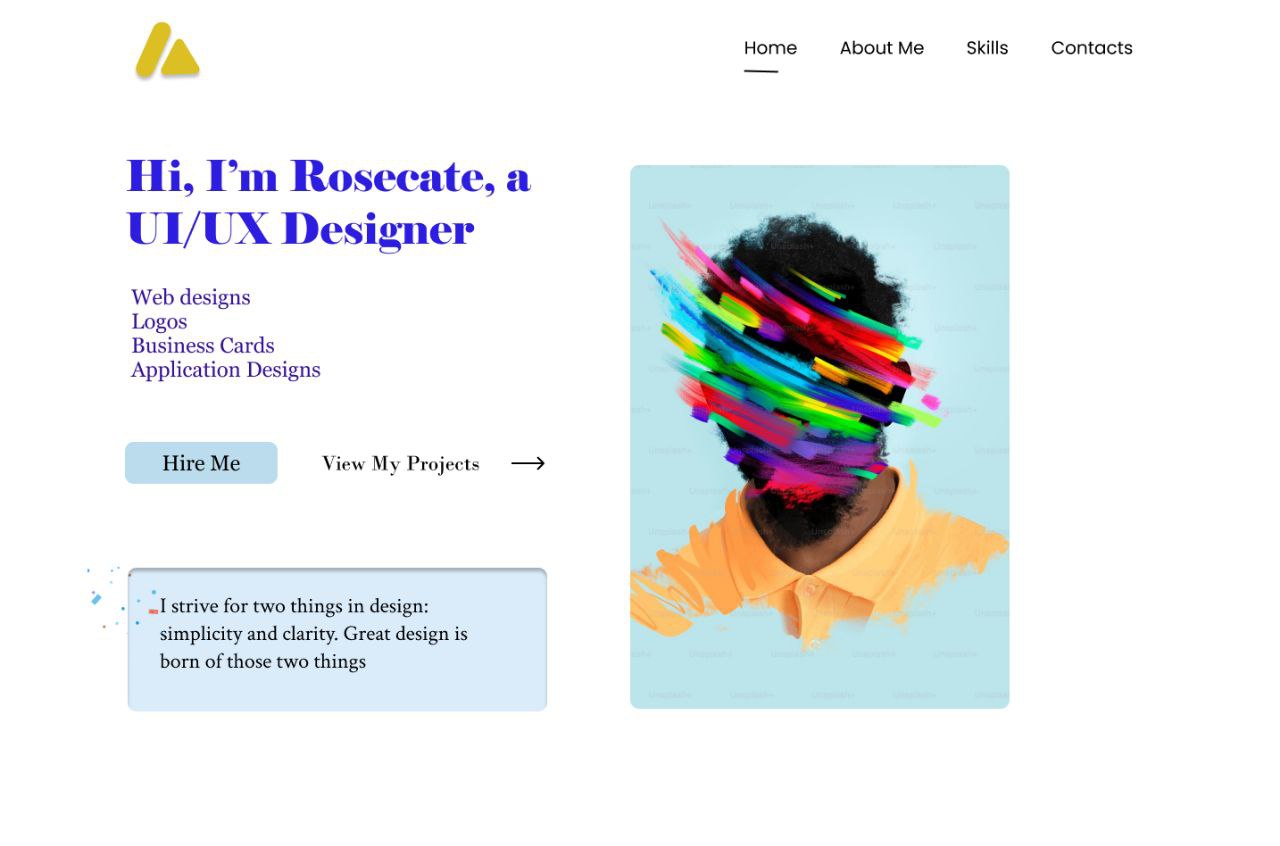 Home About Me Skills Contacts
Hi, I'm Rosecate, a
UI/UX Designer
Web designs
Logos
Business Cards
Application Designs
Hire Me View My Projects
I strive for two things in design:
simplicity and clarity. Great design is
born of those two things
Unsplash+